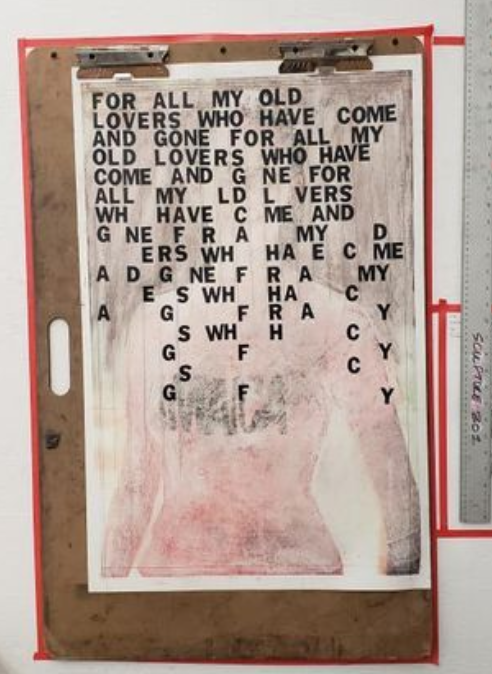 FOR ALL MY OLD
LOVERS WHO HAVE COME
AND GONE FOR ALL MY
OLD LOVERS WHO HAVE
COME AND G NE FOR
ALL MY LD L VERS
WH HAVE C ME AND
G NE F R A MY D
ERS WH HA E C ME
A D G NE F R A MY
E S WH HA C
A G F R A Y
S WH H C
G F Y
S C
G F Y
SCULPTURE 201